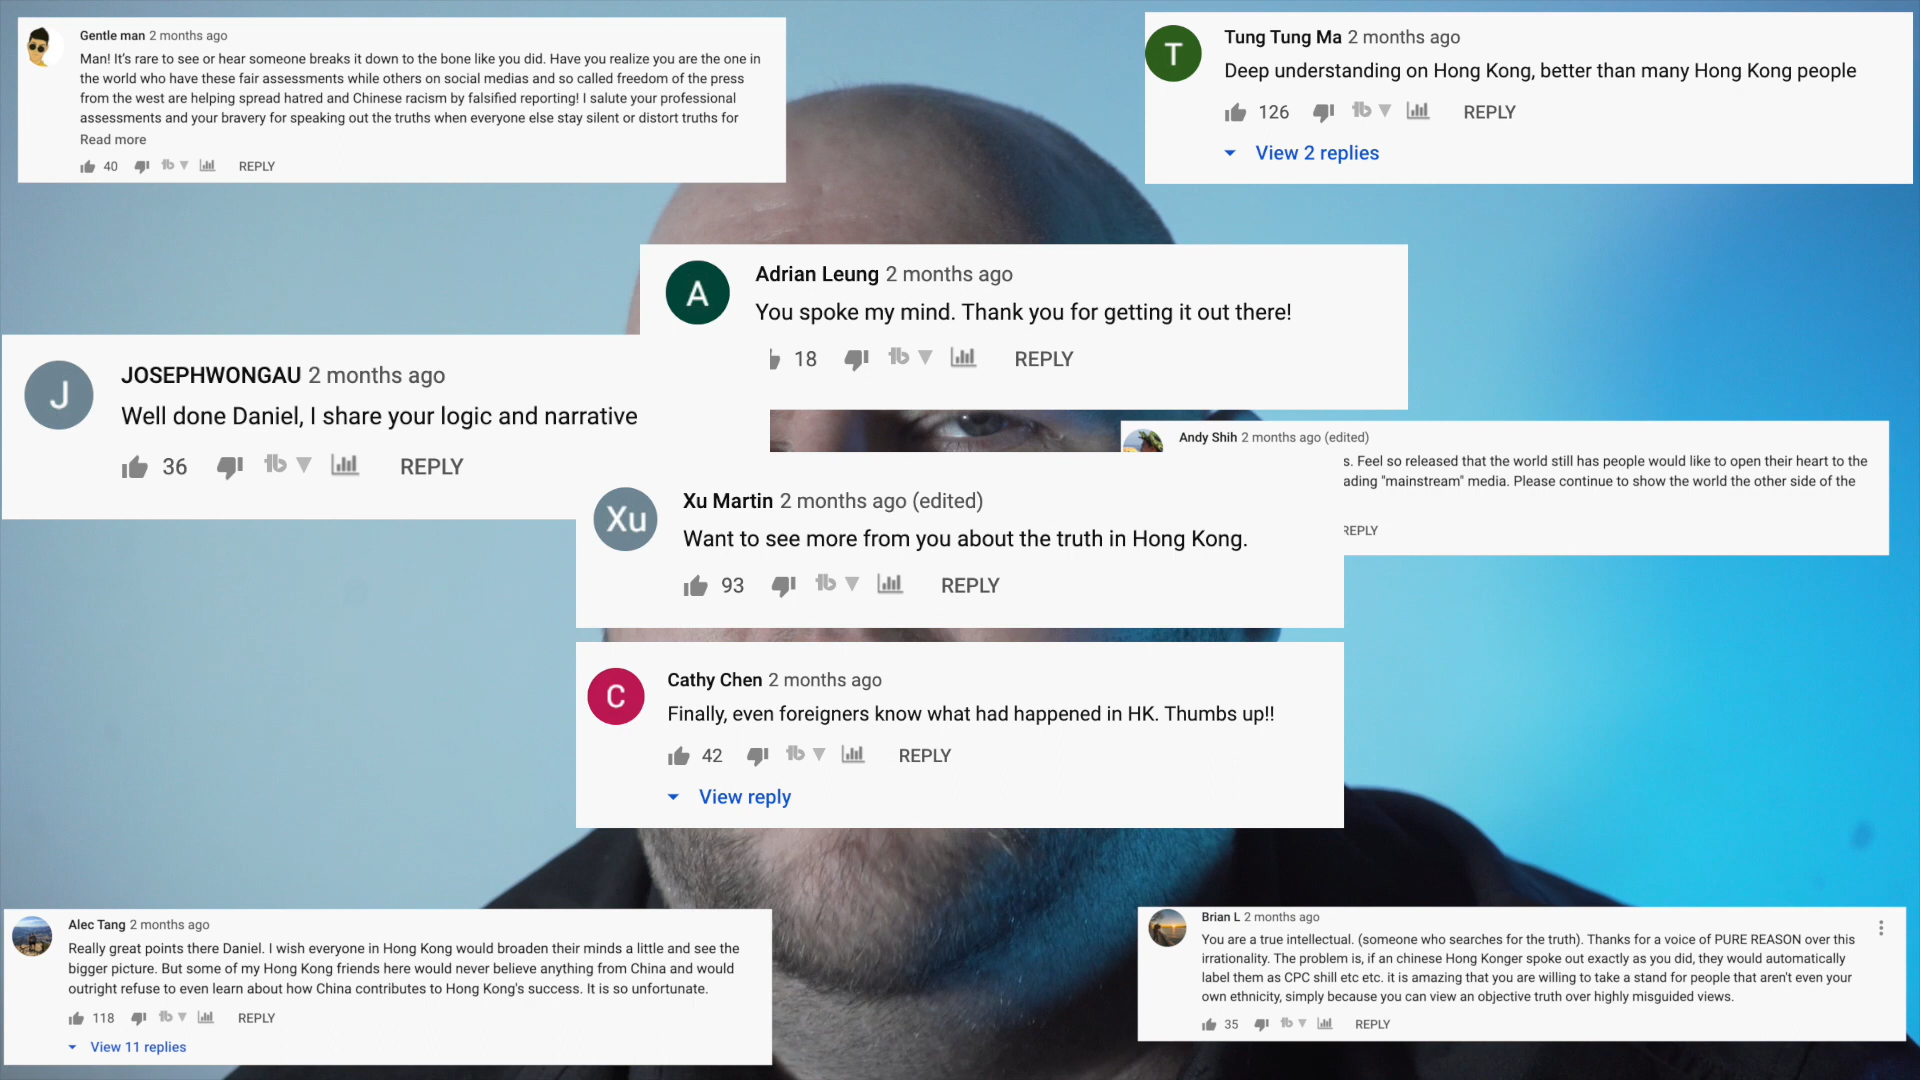 Gentle man 2 months ago
Man! It's rare to see or hear someone breaks it down to the bone like you did. Have you realize you are the one in
the world who have these fair assessments while others on social medias and so called freedom of the press
from the west are helping spread hatred and Chinese racism by falsified reporting! I salute your professional
assessments and your bravery for speaking out the truths when everyone else stay silent or distort truths for
Read more
40 tb REPLY
T
Tung Tung Ma 2 months ago
Deep understanding on Hong Kong, better than many Hong Kong people
126 tb REPLY
View 2 replies
A
Adrian Leung 2 months ago
You spoke my mind. Thank you for getting it out there!
18 tb REPLY
J
JOSEPHWONGAU 2 months ago
Well done Daniel, I share your logic and narrative
36 tb REPLY
Andy Shih 2 months ago (edited)
s. Feel so released that the world still has people would like to open their heart to the
ading "mainstream" media. Please continue to show the world the other side of the
REPLY
Xu
Xu Martin 2 months ago (edited)
Want to see more from you about the truth in Hong Kong.
93 tb REPLY
C
Cathy Chen 2 months ago
Finally, even foreigners know what had happened in HK. Thumbs up!!
42 tb REPLY
View reply
Alec Tang 2 months ago
Really great points there Daniel. I wish everyone in Hong Kong would broaden their minds a little and see the
bigger picture. But some of my Hong Kong friends here would never believe anything from China and would
outright refuse to even learn about how China contributes to Hong Kong's success. It is so unfortunate.
118 tb REPLY
View 11 replies
Brian L 2 months ago
You are a true intellectual. (someone who searches for the truth). Thanks for a voice of PURE REASON over this
irrationality. The problem is, if an chinese Hong Konger spoke out exactly as you did, they would automatically
label them as CPC shill etc etc. it is amazing that you are willing to take a stand for people that aren't even your
own ethnicity, simply because you can view an objective truth over highly misguided views.
35 tb REPLY